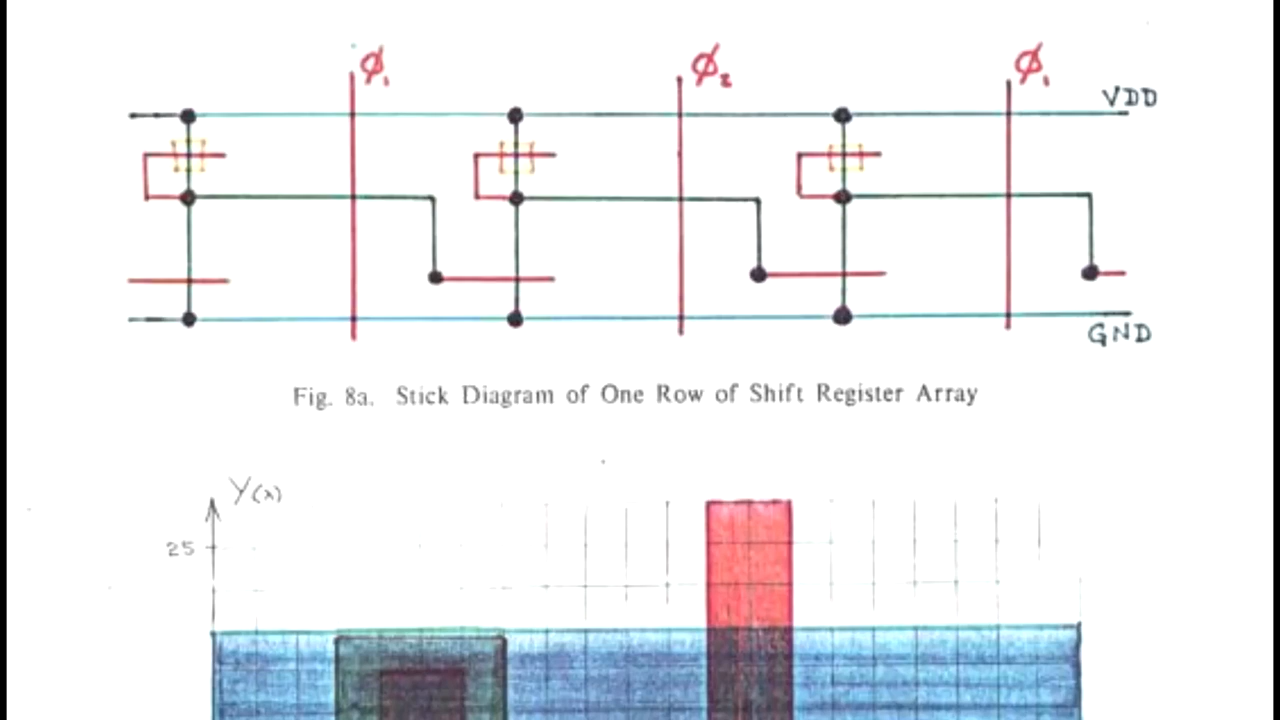 ϕ₁ ϕ₂ ϕ₁
VDD
GND
Fig. 8a. Stick Diagram of One Row of Shift Register Array
Y(x)
25